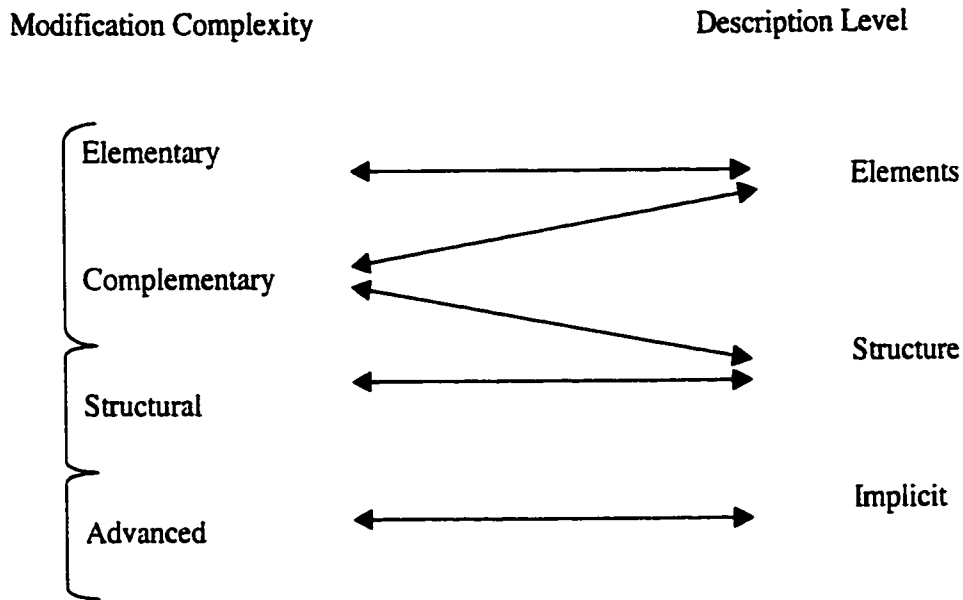 Modification Complexity
Description Level
Elementary
Elements
Complementary
Structure
Structural
Implicit
Advanced